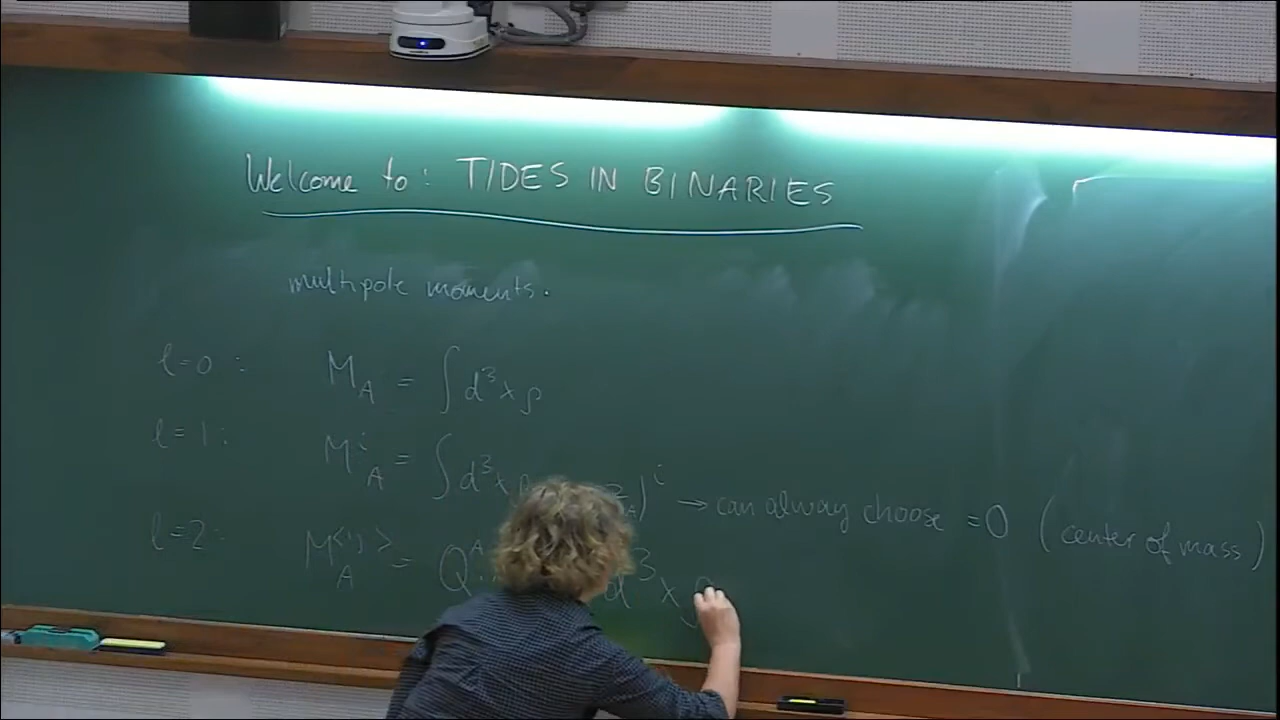 Welcome to: TIDES IN BINARIES
multipole moments.
l=0 : M_A = ∫ d³x ρ
l=1 : M^i_A = ∫ d³x )^i → can alway choose =0 (center of mass)
l=2 : M_A^<ij> = Q^A d³x ρ